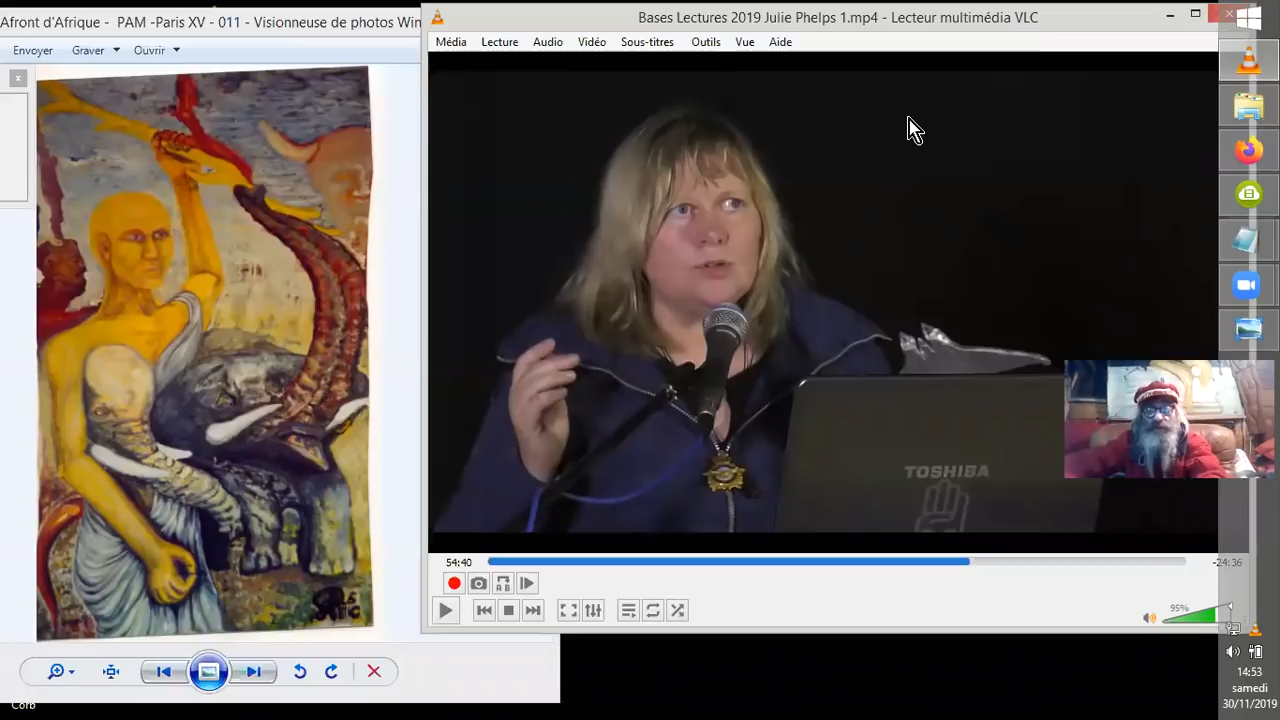 Afront d'Afrique - PAM -Paris XV - 011 - Visionneuse de photos Win
Envoyer Graver Ouvrir
x
Bases Lectures 2019 Julie Phelps 1.mp4 - Lecteur multimédia VLC
Média Lecture Audio Vidéo Sous-titres Outils Vue Aide
TOSHIBA
54:40
-24:36
95%
14:53
samedi
30/11/2019
Corb